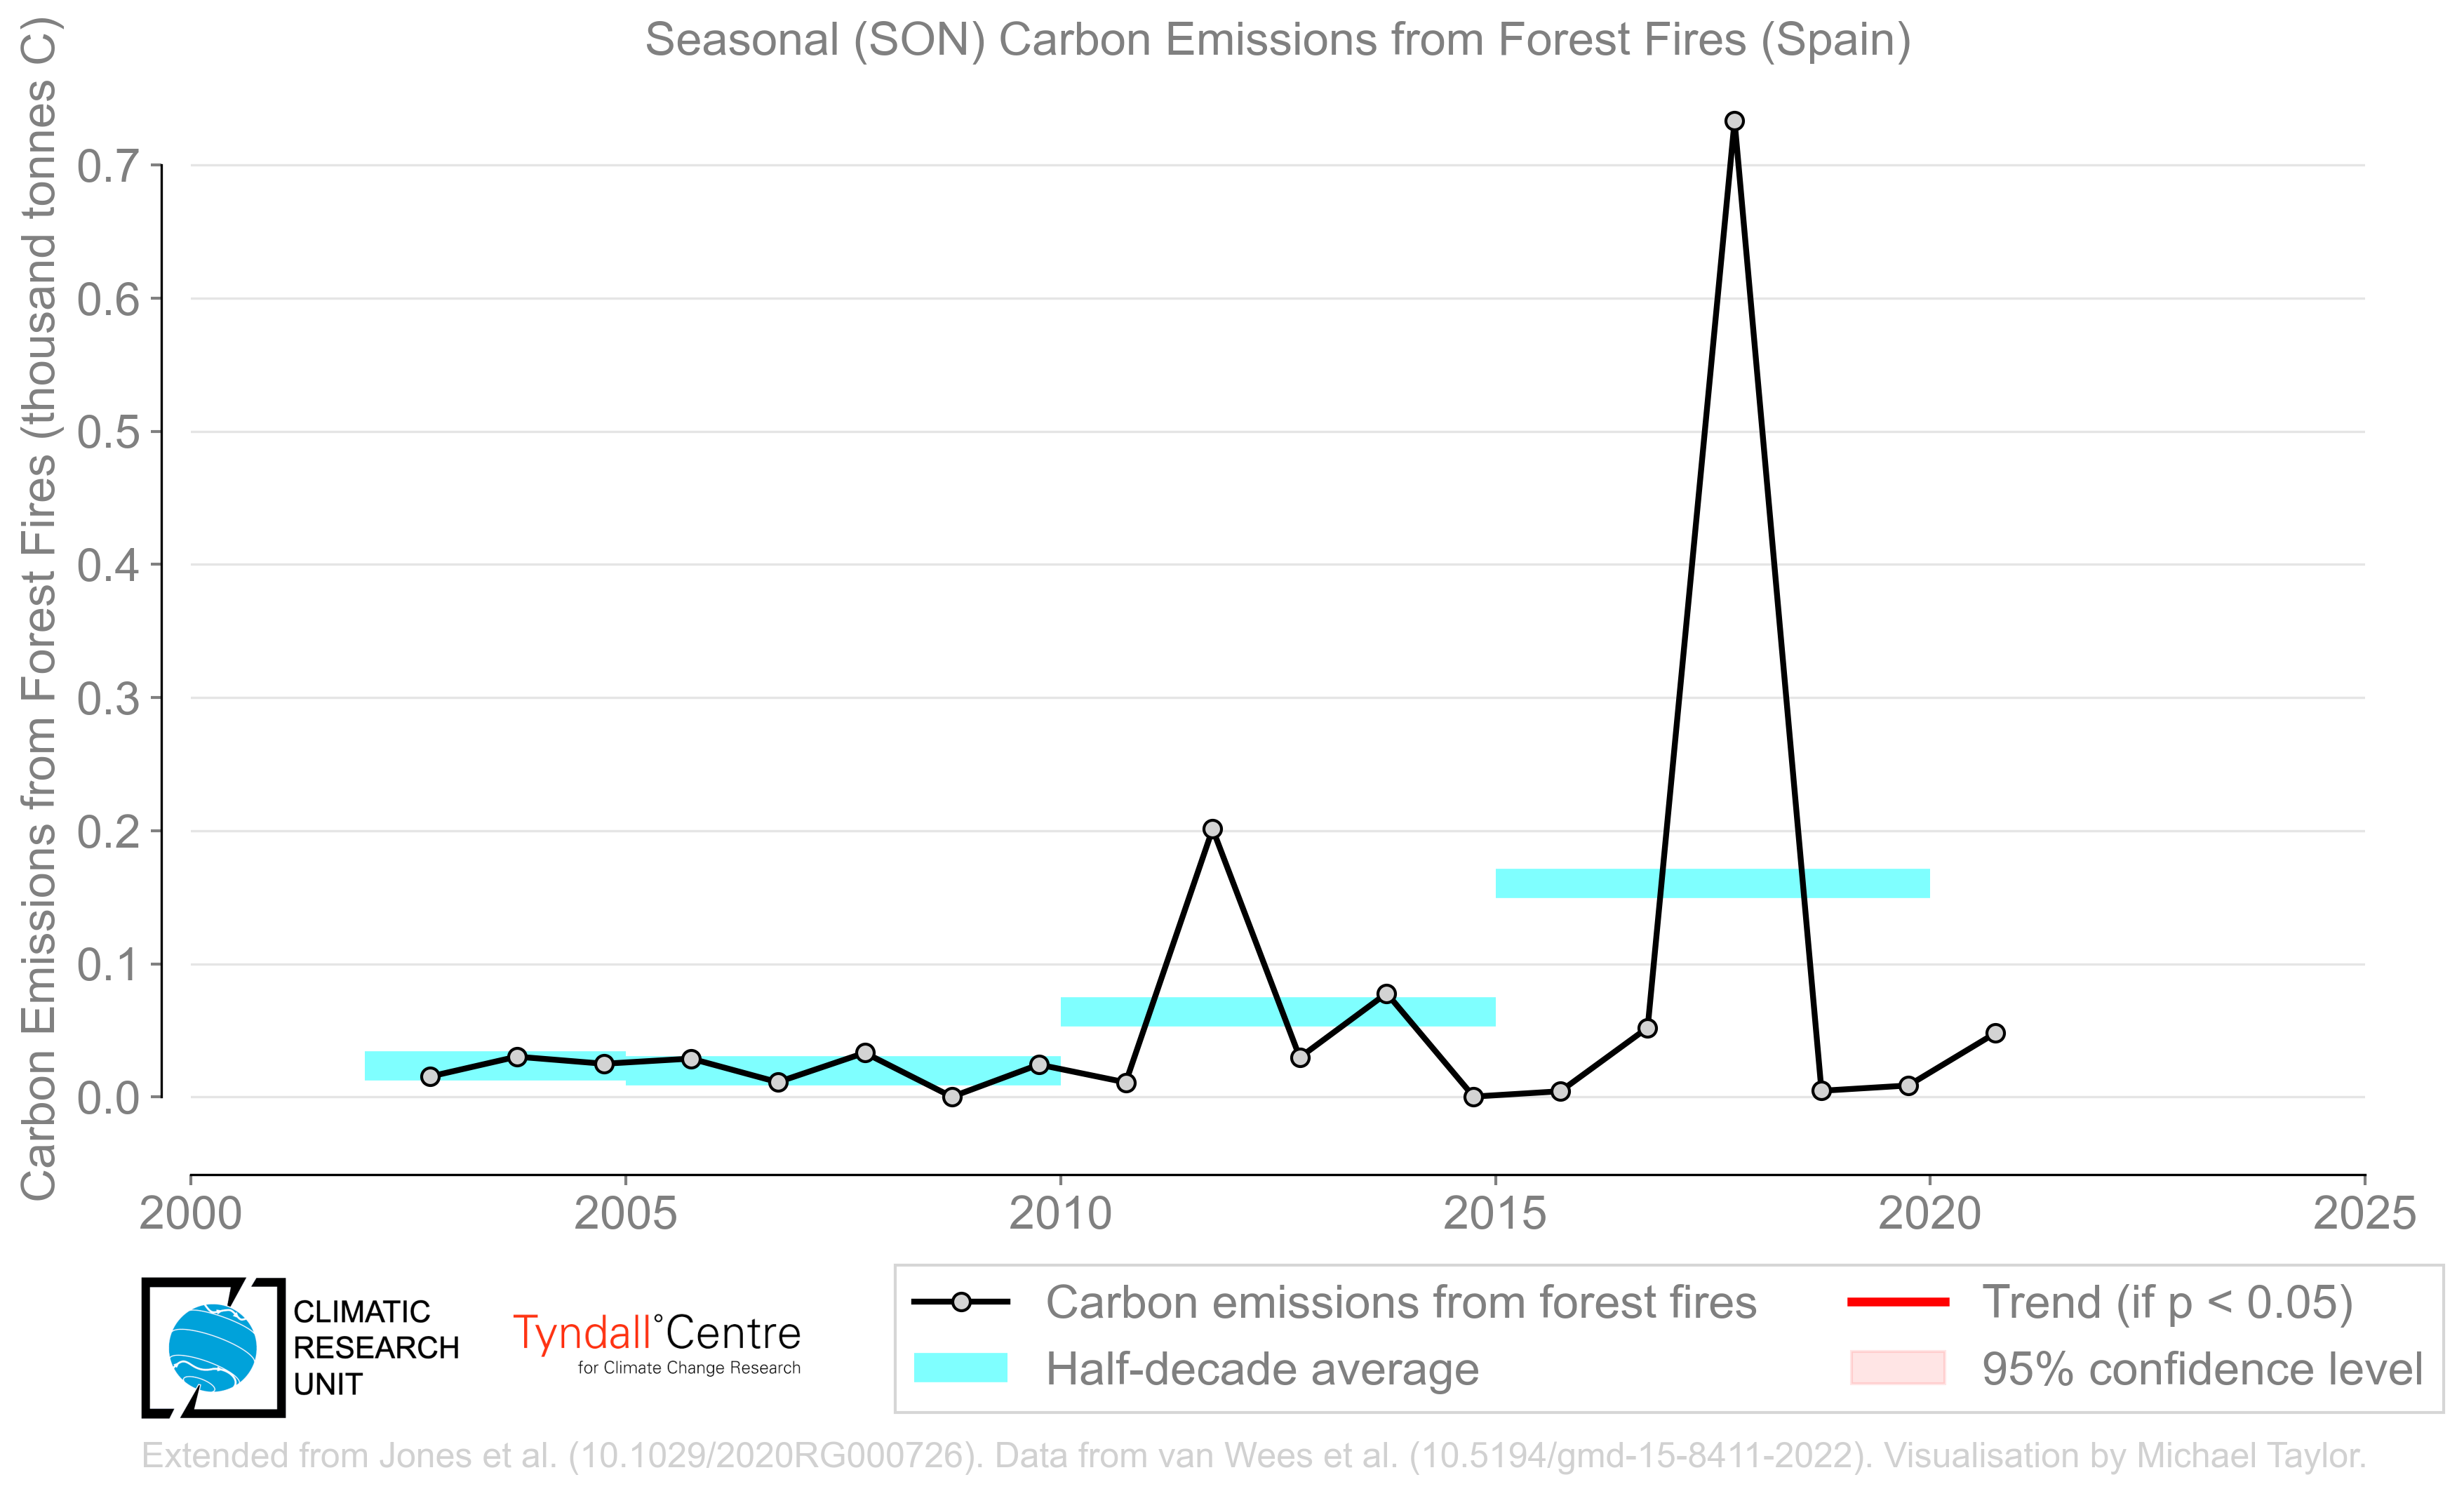 Seasonal (SON) Carbon Emissions from Forest Fires (Spain)
Carbon Emissions from Forest Fires (thousand tonnes C)
0.7
0.6
0.5
0.4
0.3
0.2
0.1
0.0
2000 2005 2010 2015 2020 2025
CLIMATIC
RESEARCH
UNIT
Tyndall°Centre
for Climate Change Research
Carbon emissions from forest fires
Half-decade average
Trend (if p < 0.05)
95% confidence level
Extended from Jones et al. (10.1029/2020RG000726). Data from van Wees et al. (10.5194/gmd-15-8411-2022). Visualisation by Michael Taylor.